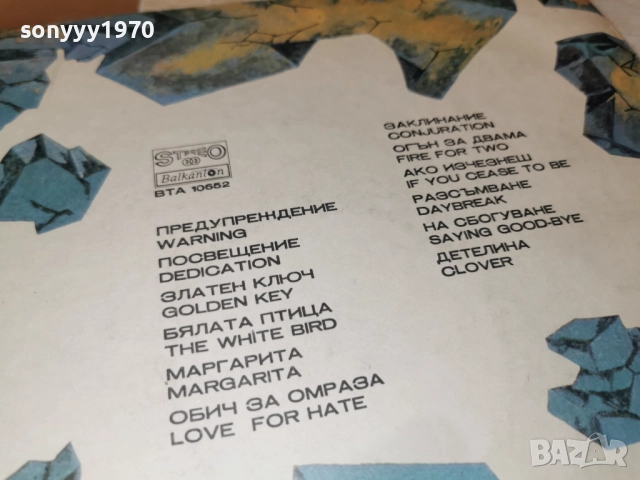 sonyyy1970
STEREO
Balkanton
BTA 10652
ПРЕДУПРЕЖДЕНИЕ
WARNING
ПОСВЕЩЕНИЕ
DEDICATION
ЗЛАТЕН КЛЮЧ
GOLDEN KEY
БЯЛАТА ПТИЦА
THE WHITE BIRD
МАРГАРИТА
MARGARITA
ОБИЧ ЗА ОМРАЗА
LOVE FOR HATE
ЗАКЛИНАНИЕ
CONJURATION
ОГЪН ЗА ДВАМА
FIRE FOR TWO
АКО ИЗЧЕЗНЕШ
IF YOU CEASE TO BE
РАЗСЪМВАНЕ
DAYBREAK
НА СБОГУВАНЕ
SAYING GOOD-BYE
ДЕТЕЛИНА
CLOVER
BAZAR